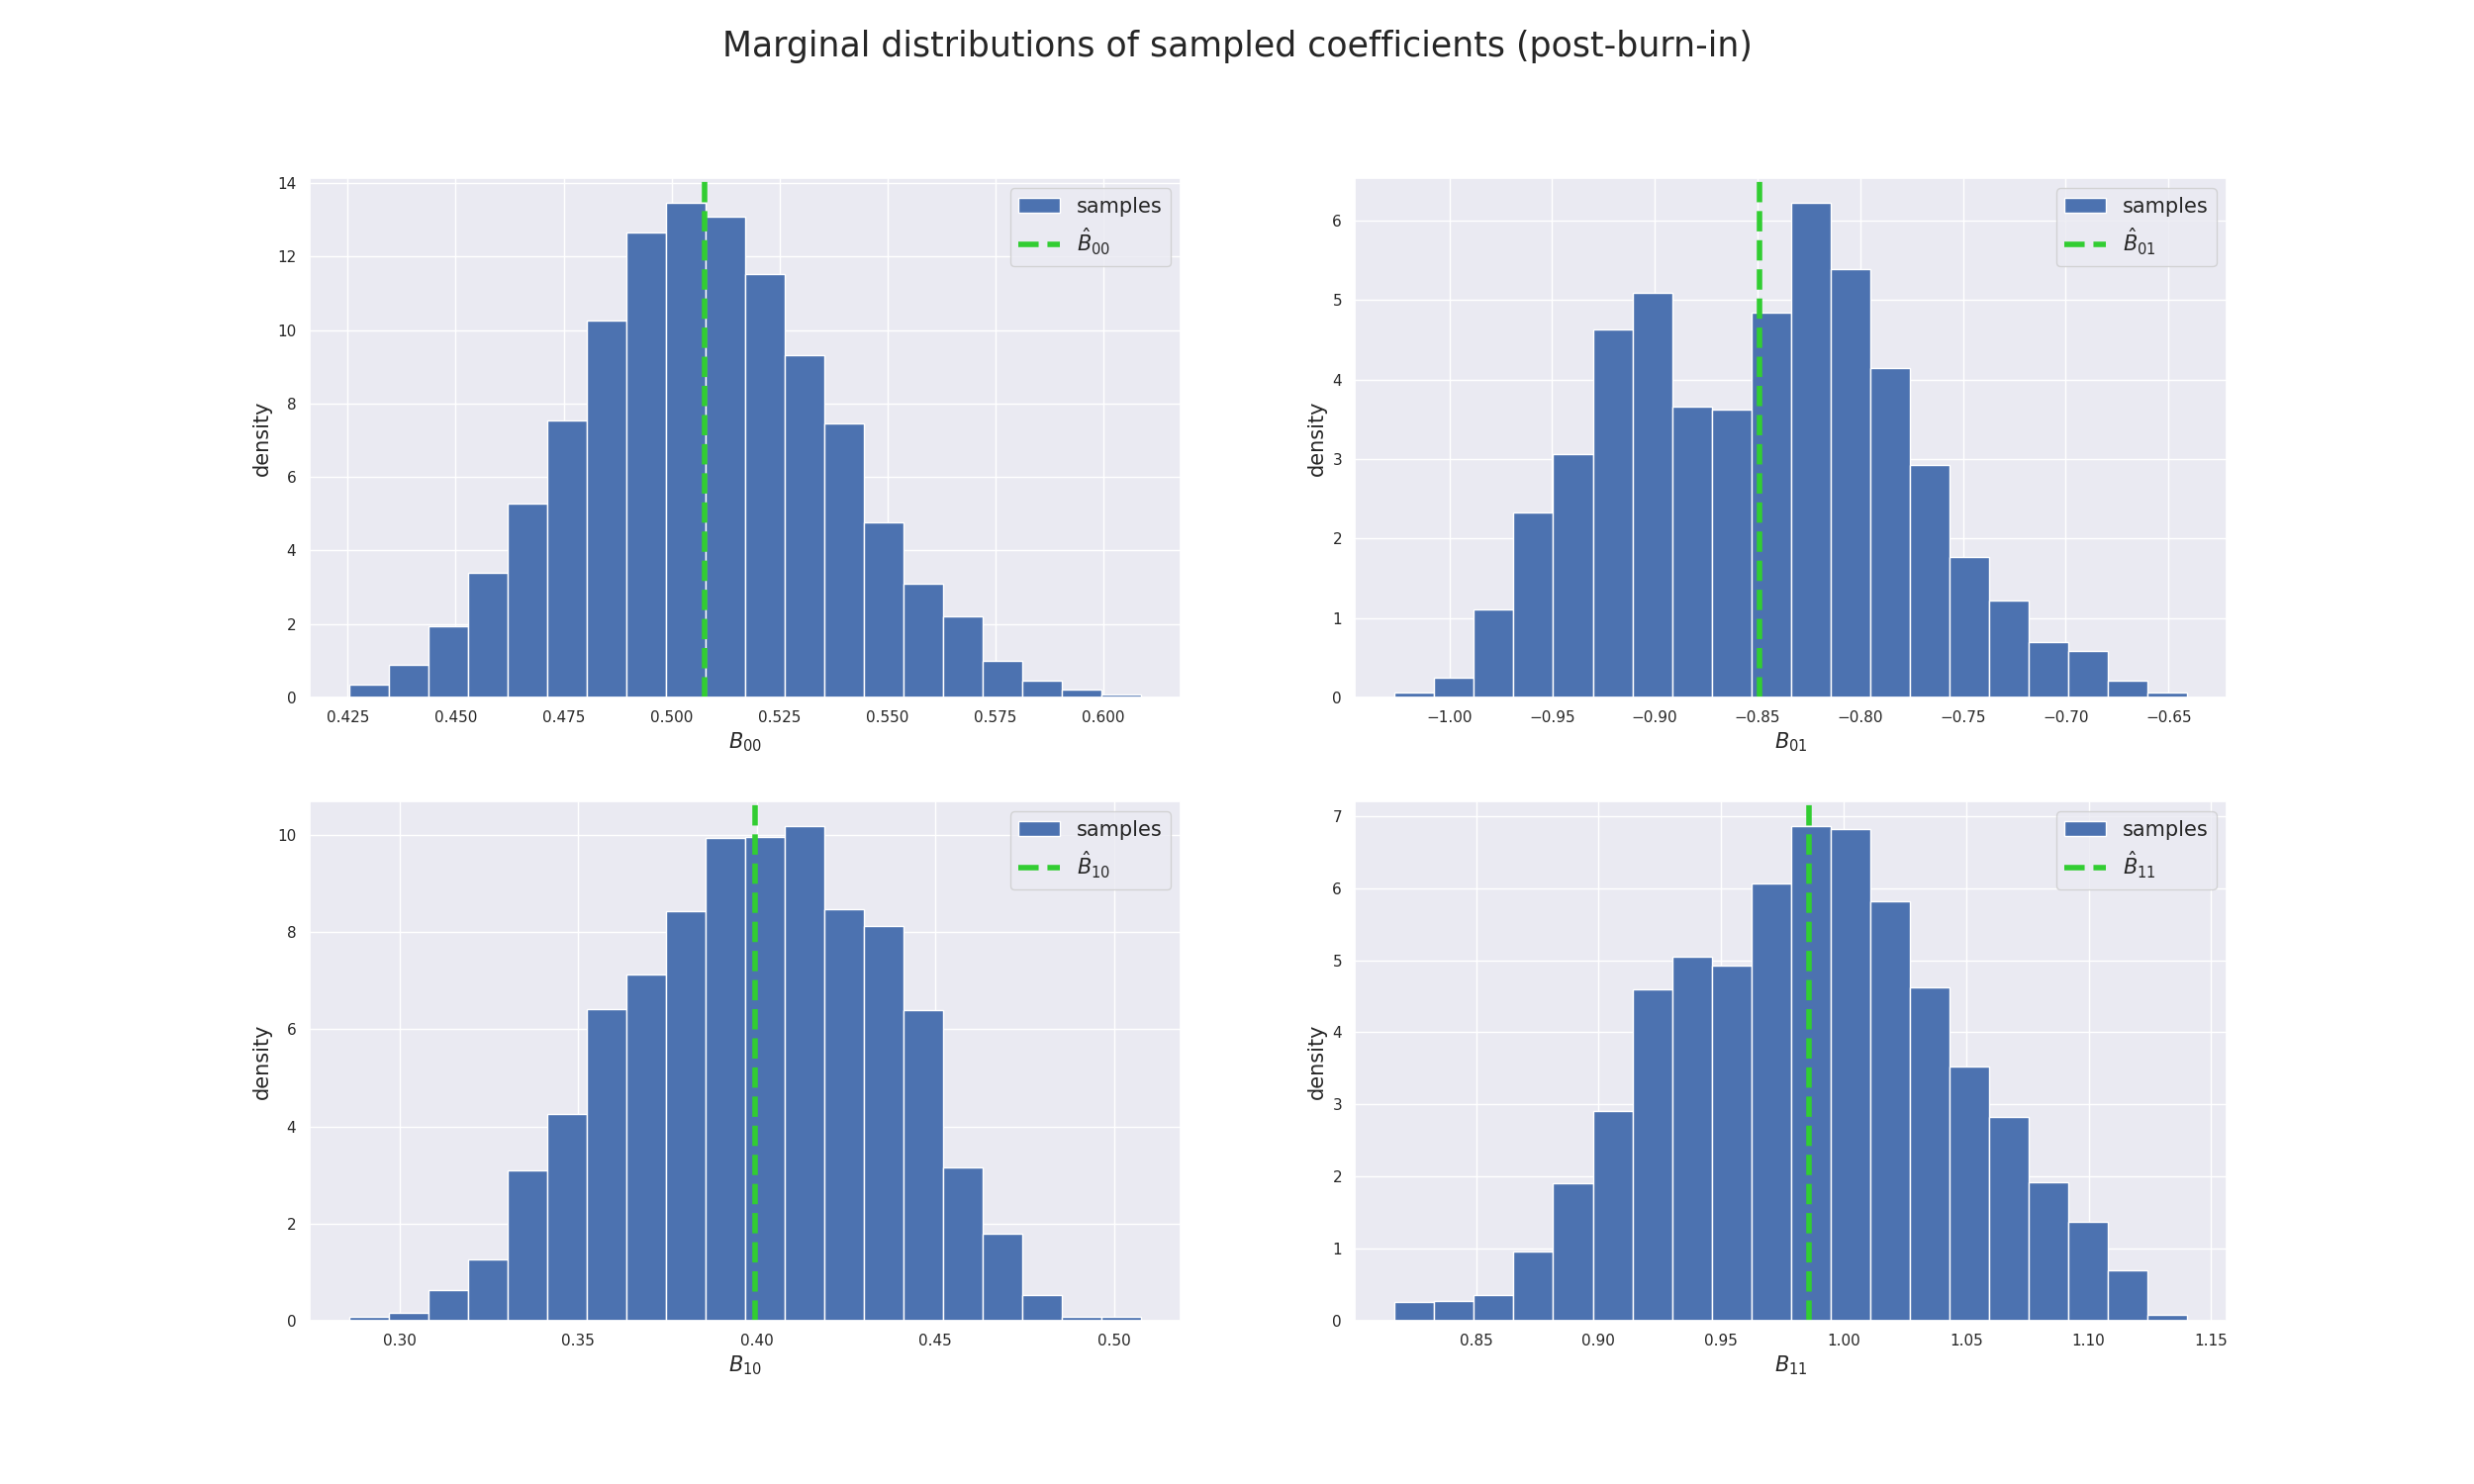 Marginal distributions of sampled coefficients (post-burn-in)
14
12
10
8
6
4
2
0
density
0.425 0.450 0.475 0.500 0.525 0.550 0.575 0.600
B₀₀
samples
B̂₀₀
6
5
4
3
2
1
0
density
−1.00 −0.95 −0.90 −0.85 −0.80 −0.75 −0.70 −0.65
B₀₁
samples
B̂₀₁
10
8
6
4
2
0
density
0.30 0.35 0.40 0.45 0.50
B₁₀
samples
B̂₁₀
7
6
5
4
3
2
1
0
density
0.85 0.90 0.95 1.00 1.05 1.10 1.15
B₁₁
samples
B̂₁₁